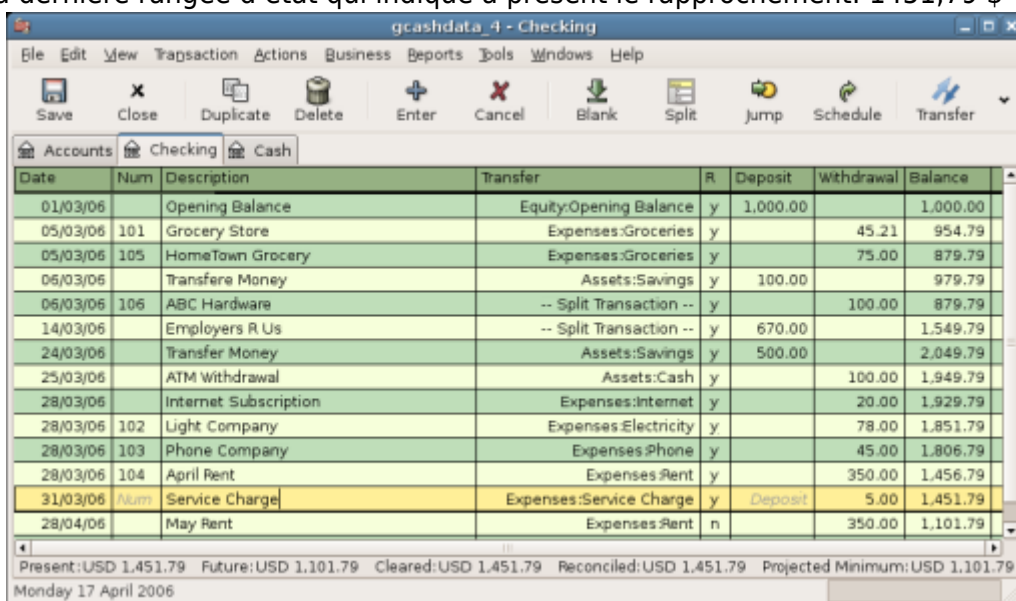 dernière rangée d'état qui indique à présent le rapprochement: 1451,79 $
gcashdata_4 - Checking
File Edit View Transaction Actions Business Reports Tools Windows Help
Save Close Duplicate Delete Enter Cancel Blank Split Jump Schedule Transfer
Accounts Checking Cash
Date Num Description Transfer R Deposit Withdrawal Balance
01/03/06 Opening Balance Equity:Opening Balance y 1,000.00 1,000.00
05/03/06 101 Grocery Store Expenses:Groceries y 45.21 954.79
05/03/06 105 HomeTown Grocery Expenses:Groceries y 75.00 879.79
06/03/06 Transfere Money Assets:Savings y 100.00 979.79
06/03/06 106 ABC Hardware -- Split Transaction -- y 100.00 879.79
14/03/06 Employers R Us -- Split Transaction -- y 670.00 1,549.79
24/03/06 Transfer Money Assets:Savings y 500.00 2,049.79
25/03/06 ATM Withdrawal Assets:Cash y 100.00 1,949.79
28/03/06 Internet Subscription Expenses:Internet y 20.00 1,929.79
28/03/06 102 Light Company Expenses:Electricity y 78.00 1,851.79
28/03/06 103 Phone Company Expenses:Phone y 45.00 1,806.79
28/03/06 104 April Rent Expenses:Rent y 350.00 1,456.79
31/03/06 Num Service Charge Expenses:Service Charge y Deposit 5.00 1,451.79
28/04/06 May Rent Expenses:Rent n 350.00 1,101.79
Present:USD 1,451.79 Future:USD 1,101.79 Cleared:USD 1,451.79 Reconciled:USD 1,451.79 Projected Minimum:USD 1,101.79
Monday 17 April 2006